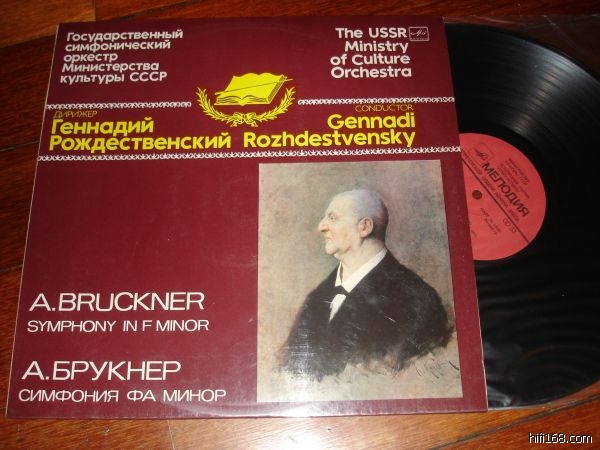 Государственный
симфонический
оркестр
Министерства
культуры СССР
The USSR
Ministry
of Culture
Orchestra
ДИРИЖЕР
Геннадий
Рождественский
CONDUCTOR
Gennadi
Rozhdestvensky
A.BRUCKNER
SYMPHONY IN F MINOR
А.БРУКНЕР
СИМФОНИЯ ФА МИНОР
МЕЛОДИЯ
hifi168.com